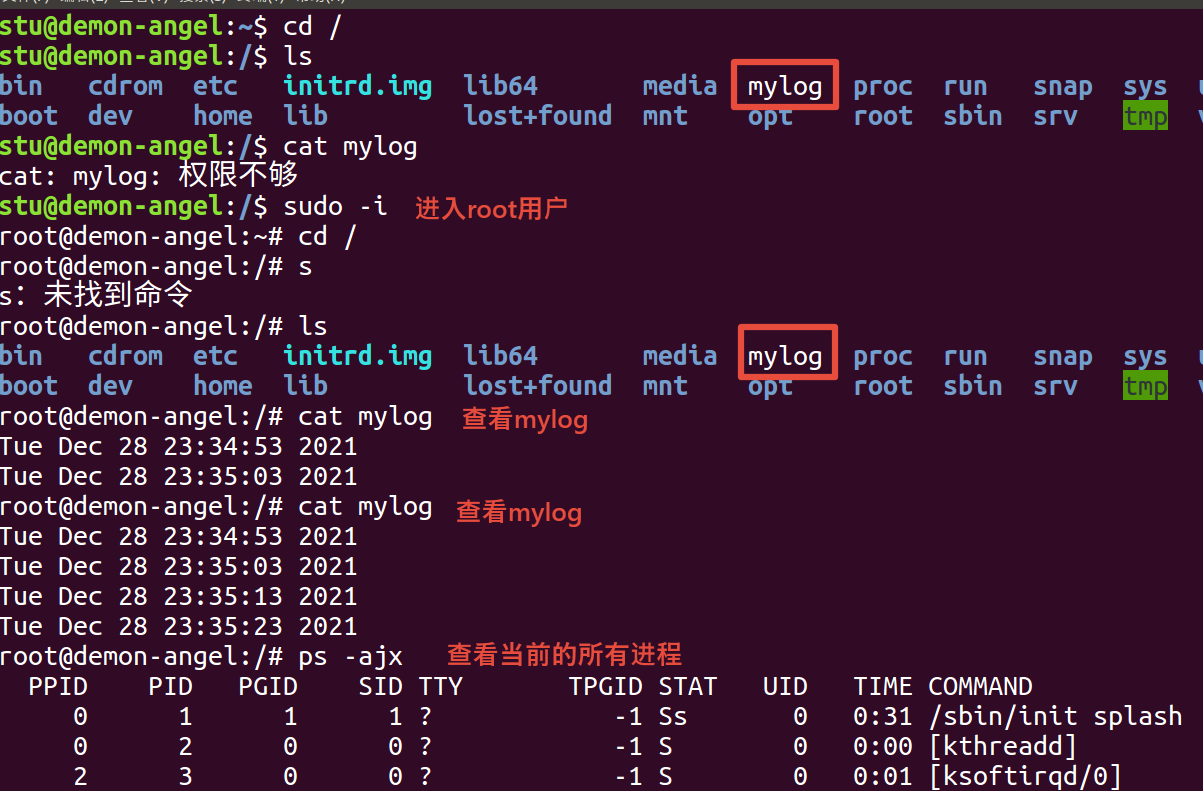 stu@demon-angel:~$ cd /
stu@demon-angel:/$ ls
bin cdrom etc initrd.img lib64 media mylog proc run snap sys
boot dev home lib lost+found mnt opt root sbin srv tmp
stu@demon-angel:/$ cat mylog
cat: mylog: 权限不够
stu@demon-angel:/$ sudo -i 进入root用户
root@demon-angel:~# cd /
root@demon-angel:/# s
s：未找到命令
root@demon-angel:/# ls
bin cdrom etc initrd.img lib64 media mylog proc run snap sys
boot dev home lib lost+found mnt opt root sbin srv tmp
root@demon-angel:/# cat mylog 查看mylog
Tue Dec 28 23:34:53 2021
Tue Dec 28 23:35:03 2021
root@demon-angel:/# cat mylog 查看mylog
Tue Dec 28 23:34:53 2021
Tue Dec 28 23:35:03 2021
Tue Dec 28 23:35:13 2021
Tue Dec 28 23:35:23 2021
root@demon-angel:/# ps -ajx 查看当前的所有进程
PPID PID PGID SID TTY TPGID STAT UID TIME COMMAND
0 1 1 1 ? -1 Ss 0 0:31 /sbin/init splash
0 2 0 0 ? -1 S 0 0:00 [kthreadd]
2 3 0 0 ? -1 S 0 0:01 [ksoftirqd/0]